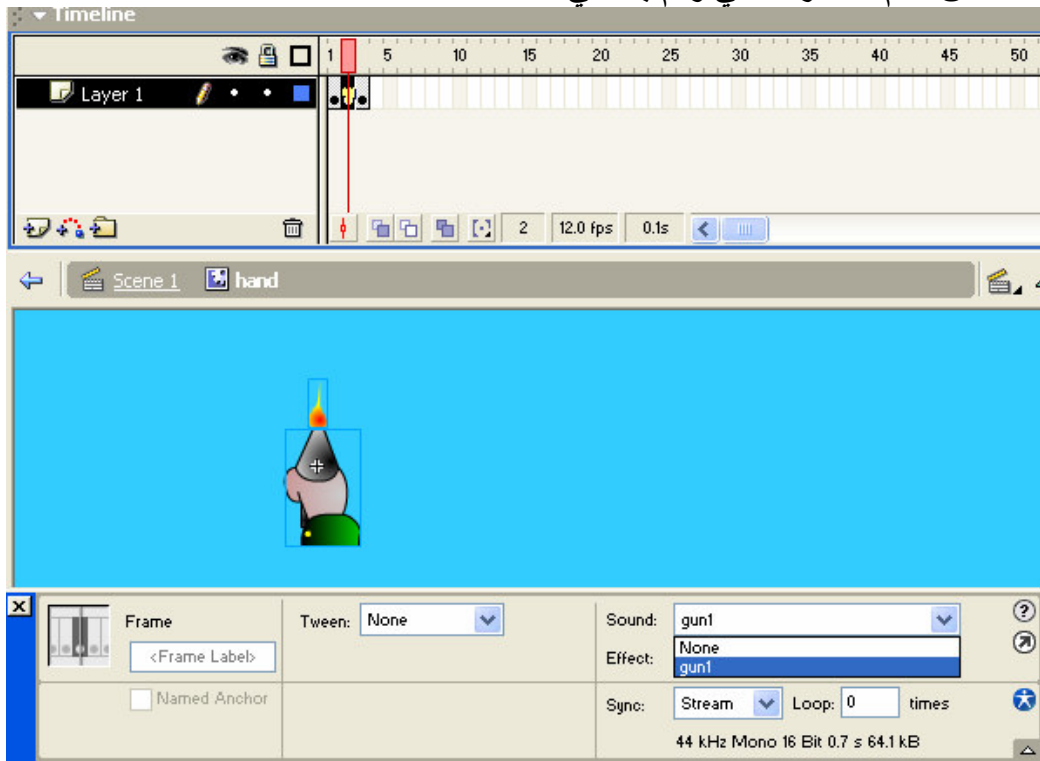 Timeline
1 5 10 15 20 25 30 35 40 45 50
Layer 1
2 12.0 fps 0.1s
Scene 1 hand
Frame Tween: None Sound: gun1
<Frame Label> Effect: None
gun1
Named Anchor Sync: Stream Loop: 0 times
44 kHz Mono 16 Bit 0.7 s 64.1 kB